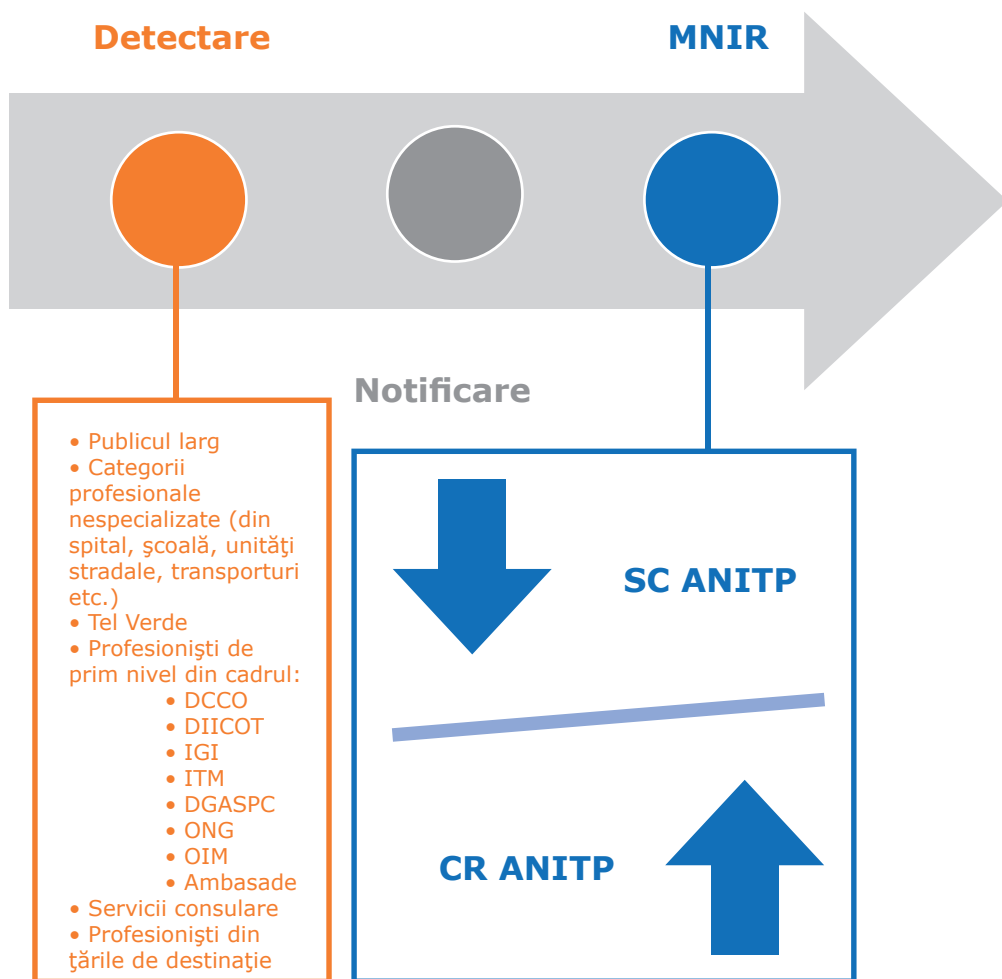 Detectare
MNIR
Notificare
• Publicul larg
• Categorii
profesionale
nespecializate (din
spital, şcoală, unităţi
stradale, transporturi
etc.)
• Tel Verde
• Profesionişti de
prim nivel din cadrul:
• DCCO
• DIICOT
• IGI
• ITM
• DGASPC
• ONG
• OIM
• Ambasade
• Servicii consulare
• Profesionişti din
ţările de destinaţie
SC ANITP
CR ANITP